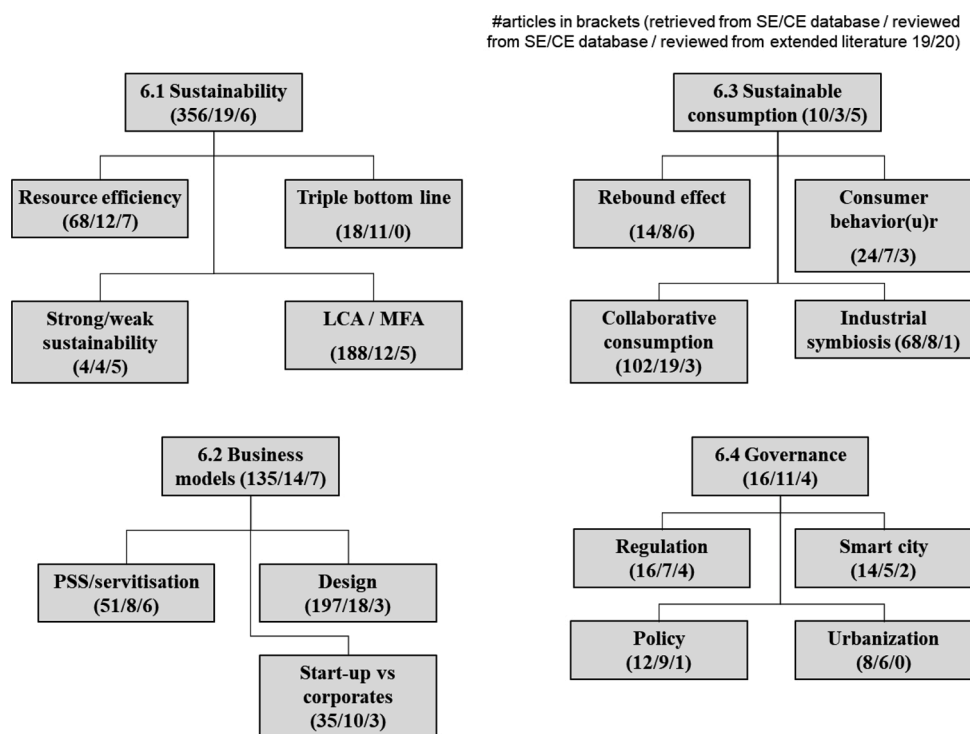 #articles in brackets (retrieved from SE/CE database / reviewed
from SE/CE database / reviewed from extended literature 19/20)
6.1 Sustainability
(356/19/6)
Resource efficiency
(68/12/7)
Triple bottom line
(18/11/0)
Strong/weak
sustainability
(4/4/5)
LCA / MFA
(188/12/5)
6.3 Sustainable
consumption (10/3/5)
Rebound effect
(14/8/6)
Consumer
behavior(u)r
(24/7/3)
Collaborative
consumption
(102/19/3)
Industrial
symbiosis (68/8/1)
6.2 Business
models (135/14/7)
PSS/servitisation
(51/8/6)
Design
(197/18/3)
Start-up vs
corporates
(35/10/3)
6.4 Governance
(16/11/4)
Regulation
(16/7/4)
Smart city
(14/5/2)
Policy
(12/9/1)
Urbanization
(8/6/0)